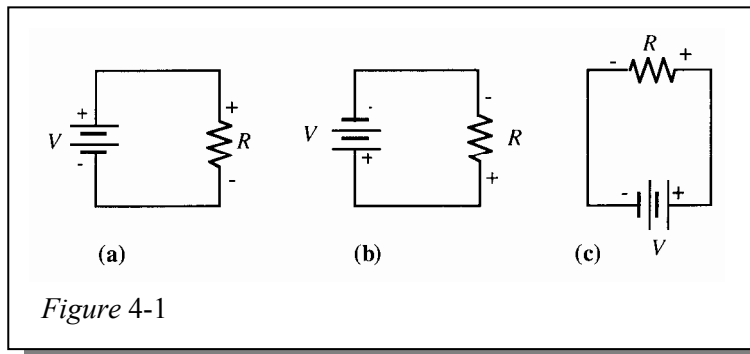 + V - + R -
- V + - R +
- R +
- + V
(a) (b) (c)
Figure 4-1